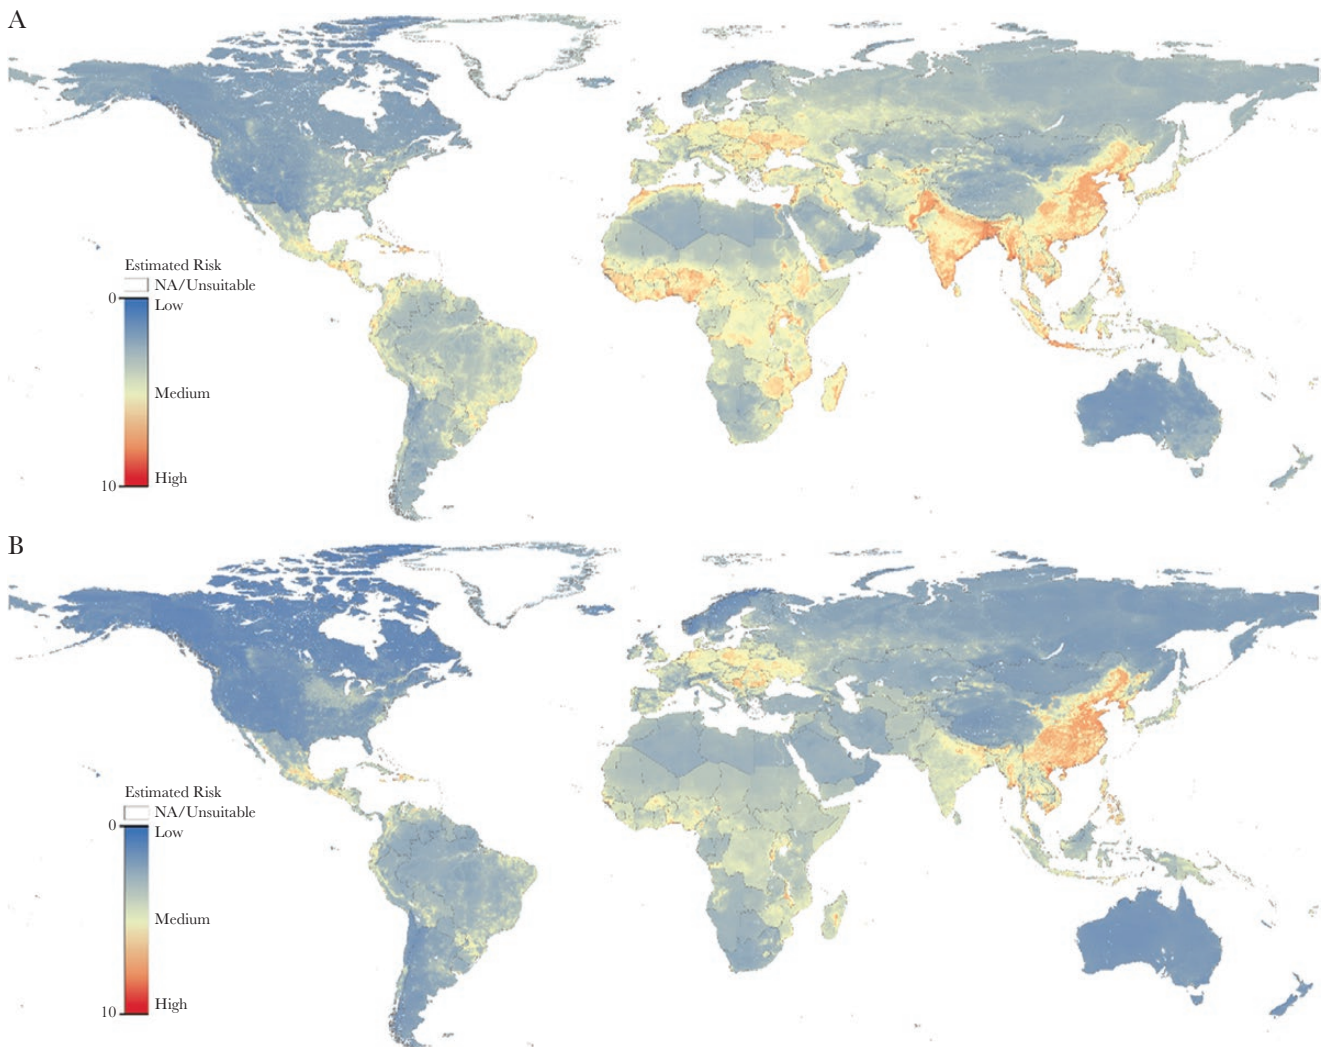 A
Estimated Risk
NA/Unsuitable
0
Low
Medium
High
10
B
Estimated Risk
NA/Unsuitable
0
Low
Medium
High
10